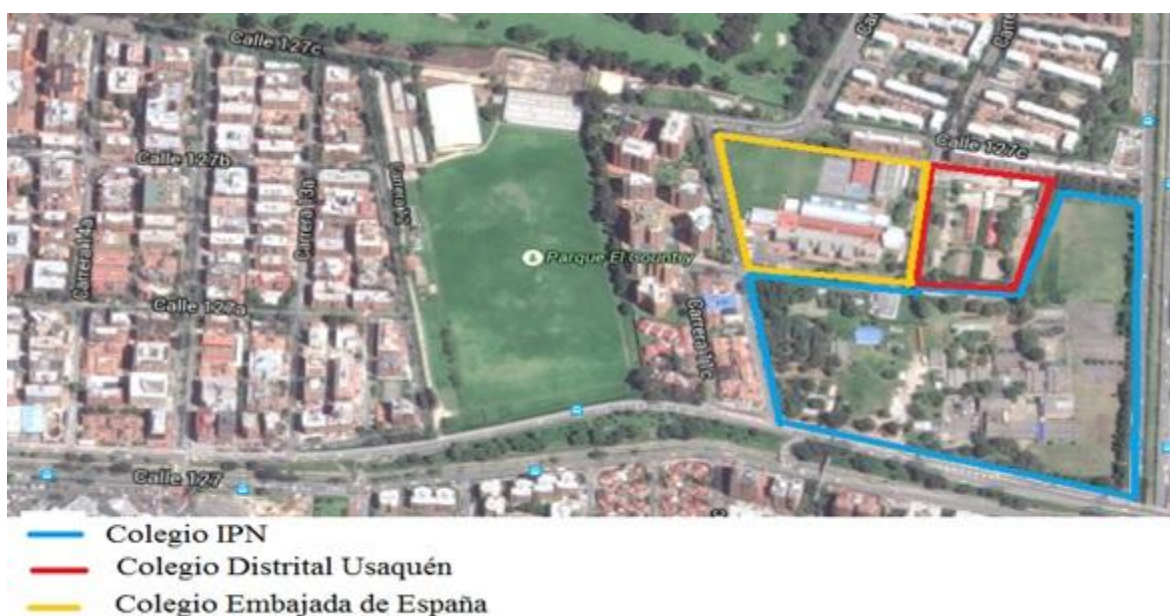 Calle 127c
Calle 127c
Calle 127b
Carrera 13a
Carrera 14a
Parque El Country
Calle 127a
Carrera 11c
Calle 127
Colegio IPN
Colegio Distrital Usaquén
Colegio Embajada de España